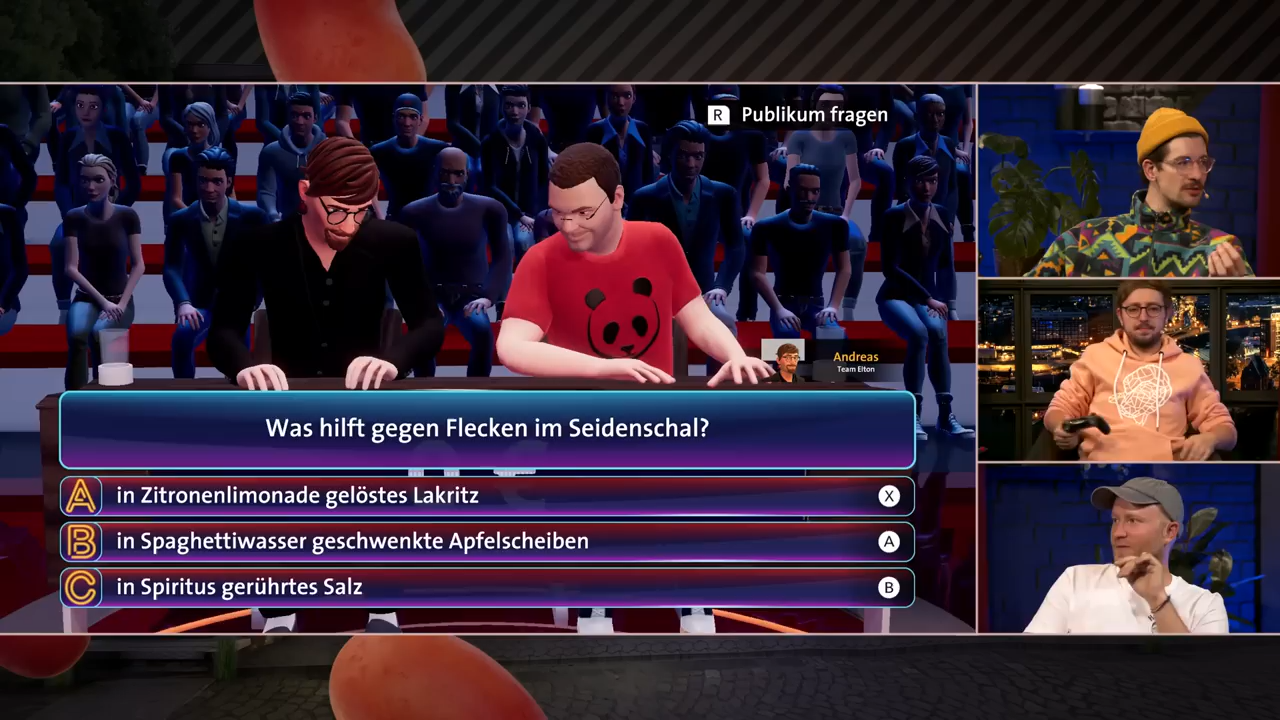 R Publikum fragen
Andreas
Team Elton
Was hilft gegen Flecken im Seidenschal?
A in Zitronenlimonade gelöstes Lakritz X
B in Spaghettiwasser geschwenkte Apfelscheiben A
C in Spiritus gerührtes Salz B